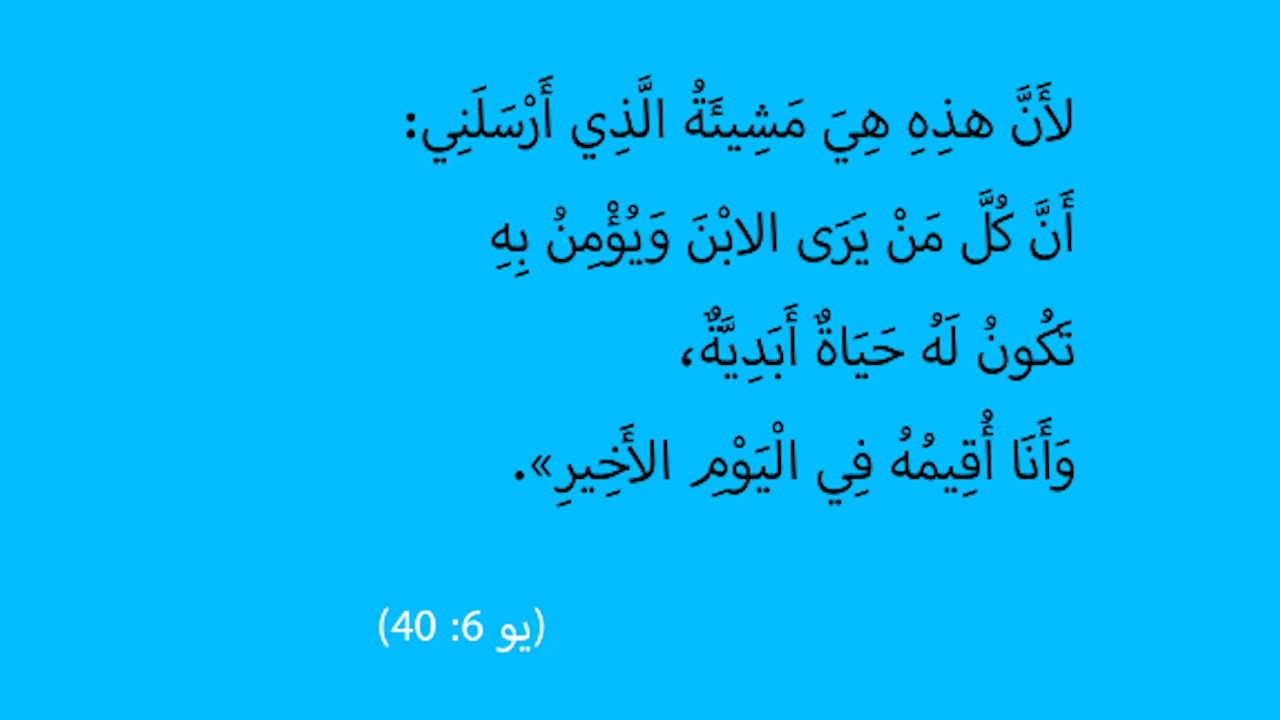 لأَنَّ هذِهِ هِيَ مَشِيئَةُ الَّذِي أَرْسَلَنِي:
أَنَّ كُلَّ مَنْ يَرَى الابْنَ وَيُؤْمِنُ بِهِ
تَكُونُ لَهُ حَيَاةٌ أَبَدِيَّةٌ،
وَأَنَا أُقِيمُهُ فِي الْيَوْمِ الأَخِيرِ».
(يو 6: 40)